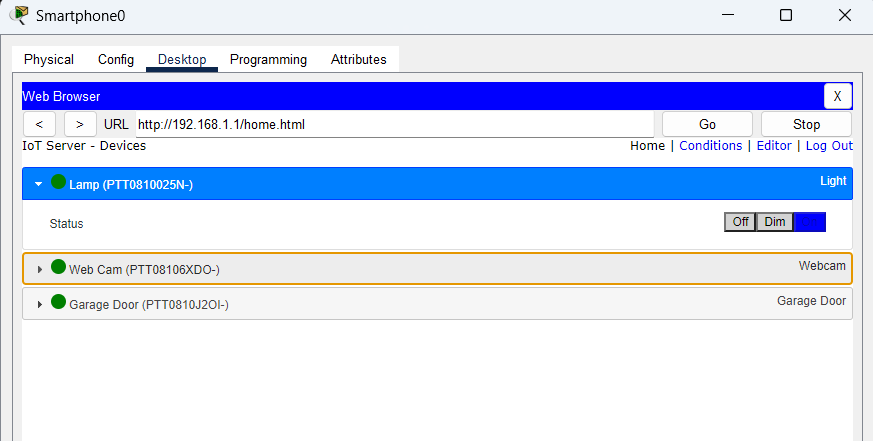 Smartphone0
Physical Config Desktop Programming Attributes
Web Browser X
< > URL http://192.168.1.1/home.html Go Stop
IoT Server - Devices Home | Conditions | Editor | Log Out
Lamp (PTT0810025N-) Light
Status Off Dim
Web Cam (PTT08106XDO-) Webcam
Garage Door (PTT0810J2OI-) Garage Door